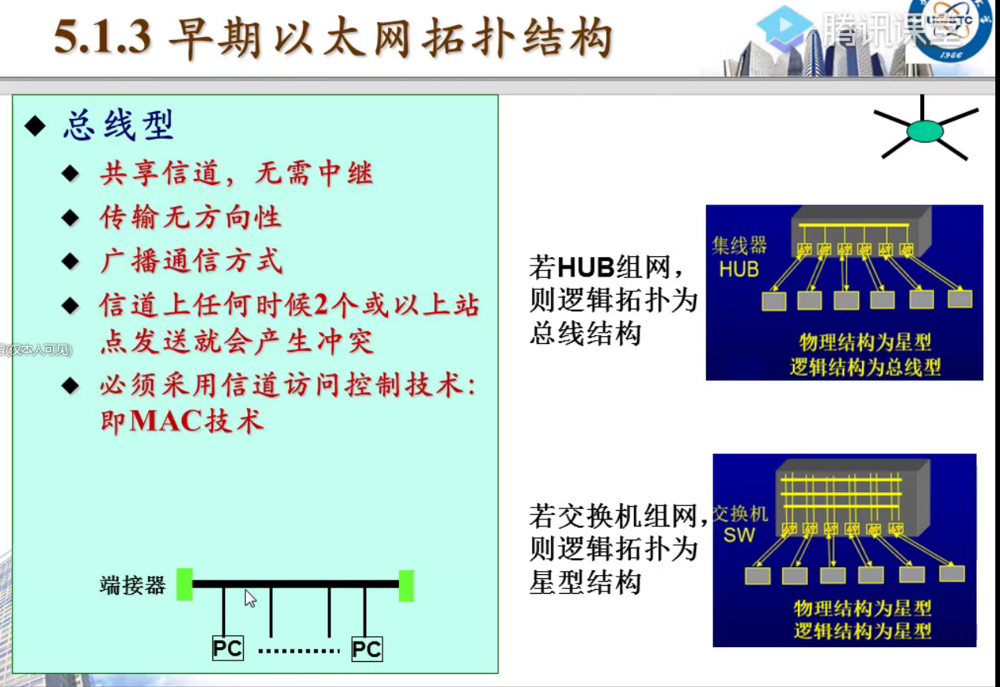 5.1.3 早期以太网拓扑结构
腾讯课堂
1956
总线型
共享信道，无需中继
传输无方向性
广播通信方式
信道上任何时候2个或以上站
点发送就会产生冲突
必须采用信道访问控制技术：
即MAC技术
(仅本人可见)
端接器
PC
PC
若HUB组网，
则逻辑拓扑为
总线结构
集线器
HUB
物理结构为星型
逻辑结构为总线型
若交换机组网，
则逻辑拓扑为
星型结构
交换机
SW
物理结构为星型
逻辑结构为星型